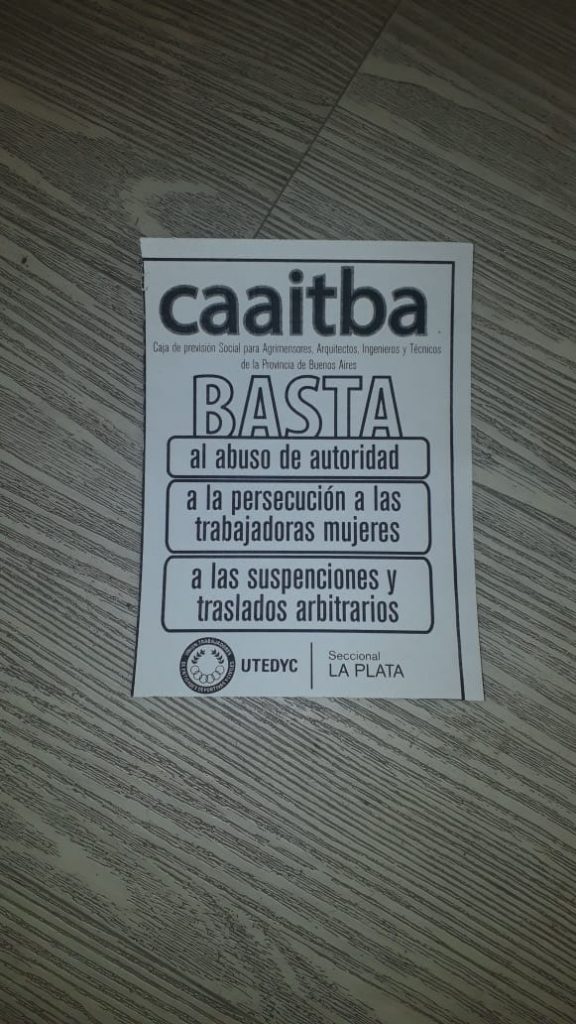 caaitba
Caja de previsión Social para Agrimensores, Arquitectos, Ingenieros y Técnicos
de la Provincia de Buenos Aires
BASTA
al abuso de autoridad
a la persecución a las
trabajadoras mujeres
a las suspenciones y
traslados arbitrarios
UTEDYC
Seccional
LA PLATA